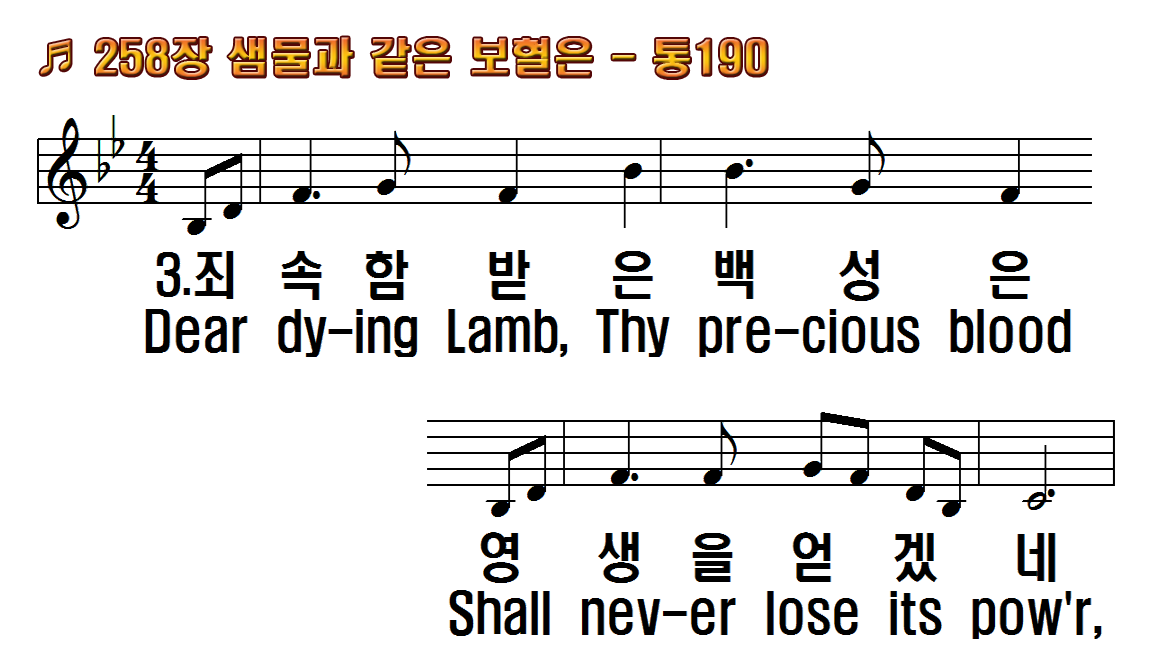 ♬ 258장 샘물과 같은 보혈은 - 통190
3.죄 속 함 받 은 백 성 은
Dear dy-ing Lamb, Thy pre-cious blood
영 생 을 얻 겠 네
Shall nev-er lose its pow'r,